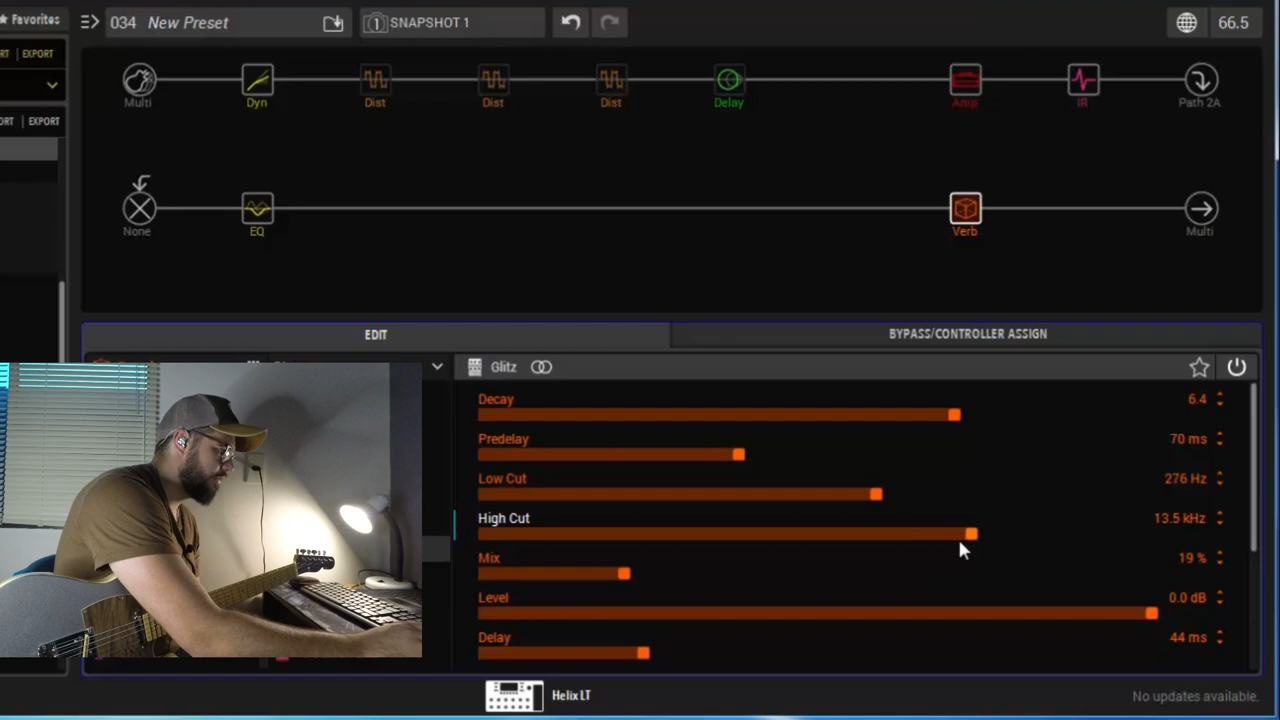 Favorites
034 New Preset
1 SNAPSHOT 1
66.5
RT | EXPORT
ORT | EXPORT
Multi
Dyn
Dist
Dist
Dist
Delay
Amp
IR
Path 2A
None
EQ
Verb
Multi
EDIT
BYPASS/CONTROLLER ASSIGN
Glitz
Decay 6.4
Predelay 70 ms
Low Cut 276 Hz
High Cut 13.5 kHz
Mix 19 %
Level 0.0 dB
Delay 44 ms
Helix LT
No updates available.